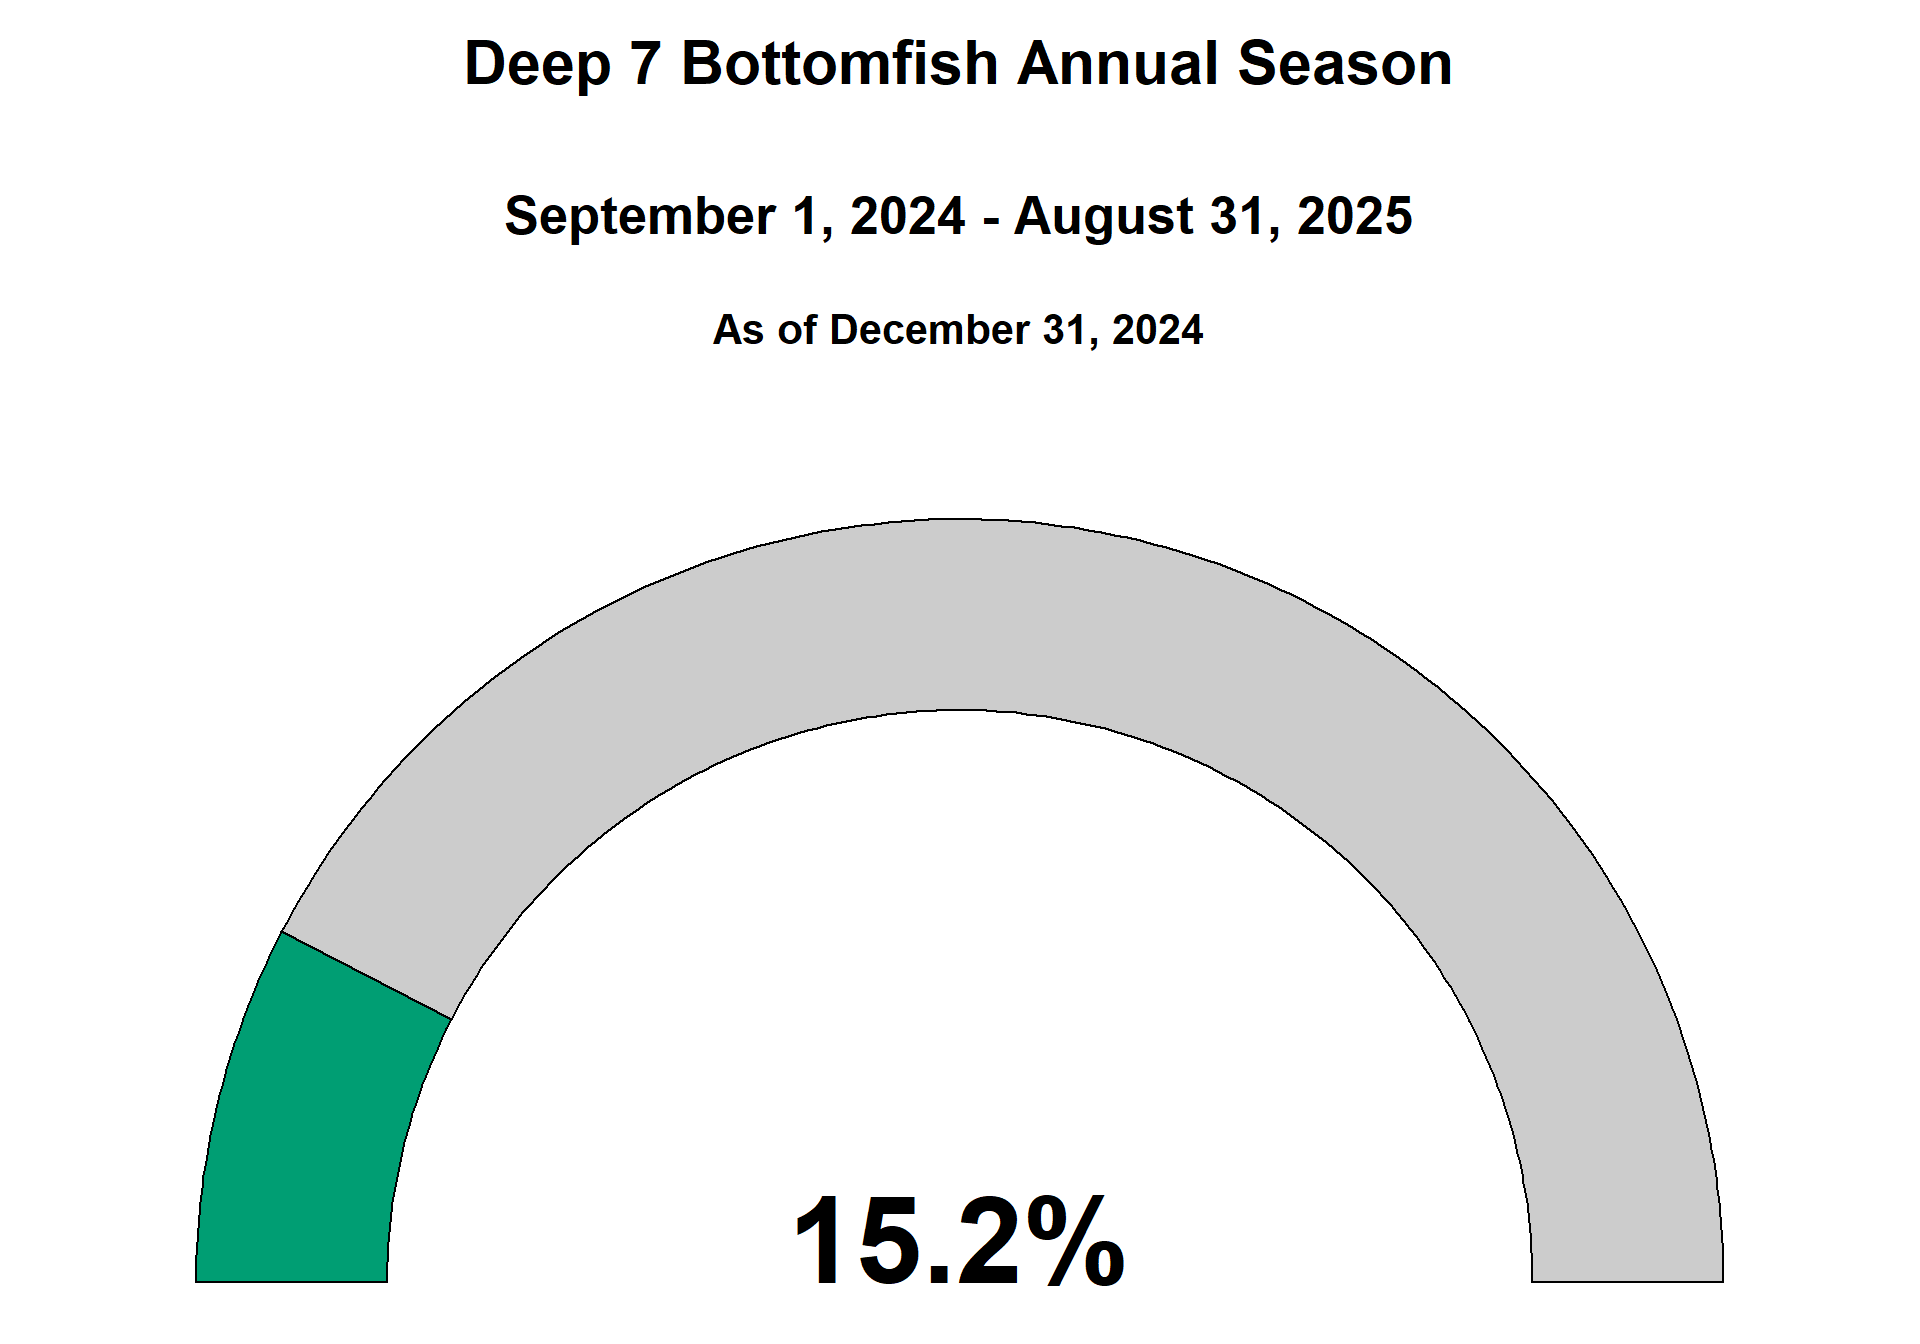 Deep 7 Bottomfish Annual Season
September 1, 2024 - August 31, 2025
As of December 31, 2024
15.2%